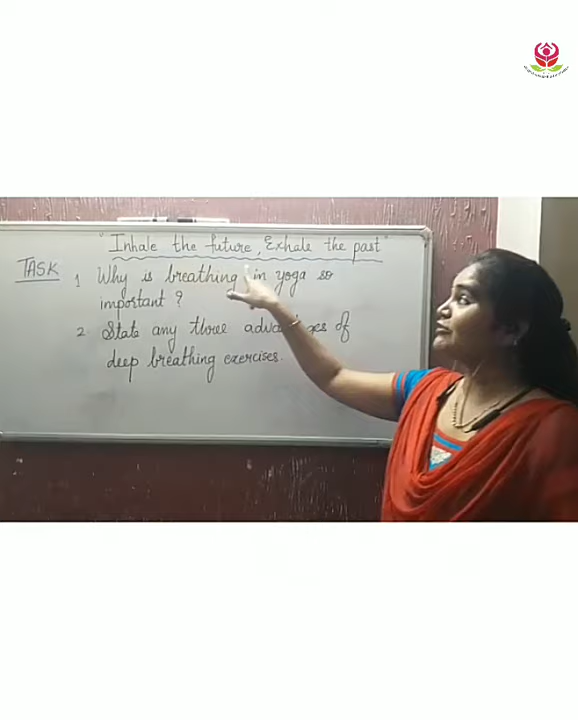 "Inhale the future, Exhale the past"
TASK
1 Why is breathing in yoga so
important ?
2. State any three of
deep breathing exercises.